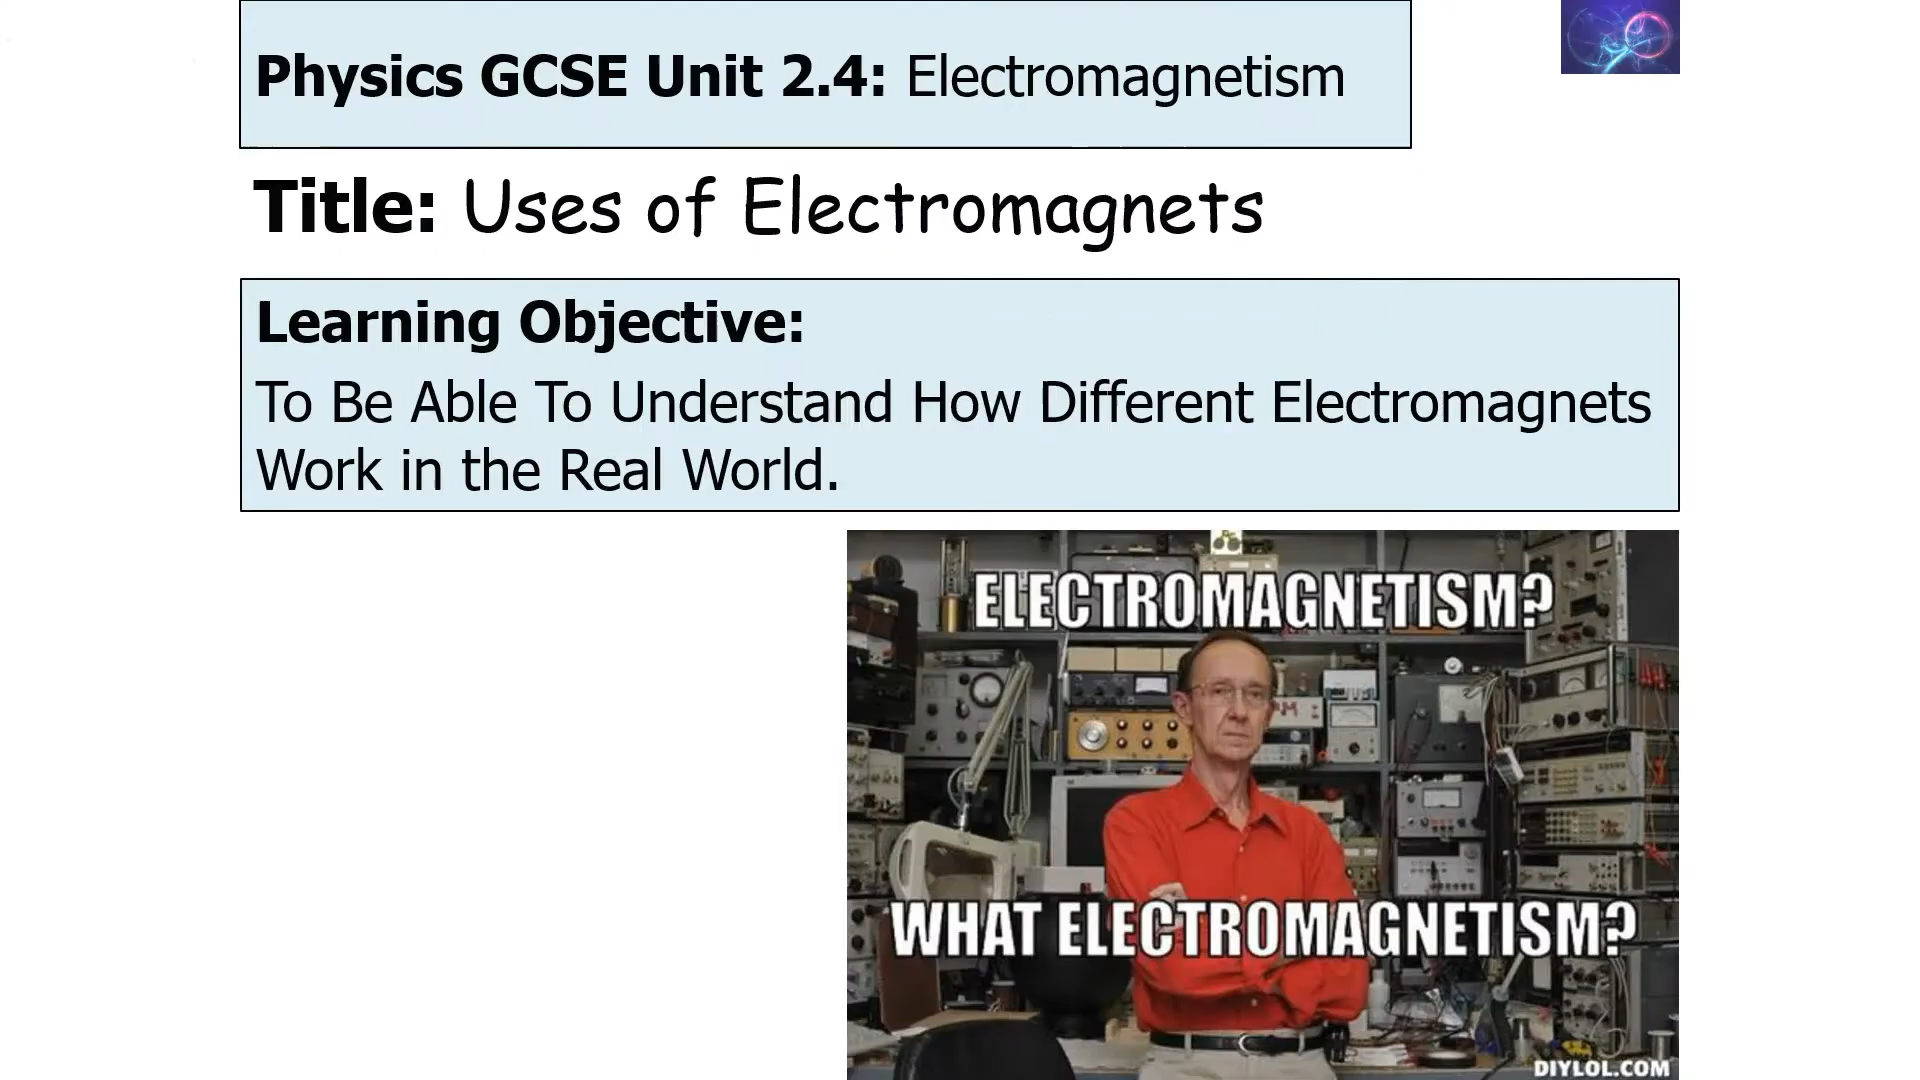 Physics GCSE Unit 2.4: Electromagnetism
Title: Uses of Electromagnets
Learning Objective:
To Be Able To Understand How Different Electromagnets
Work in the Real World.
ELECTROMAGNETISM?
WHAT ELECTROMAGNETISM?
DIYLOL.COM